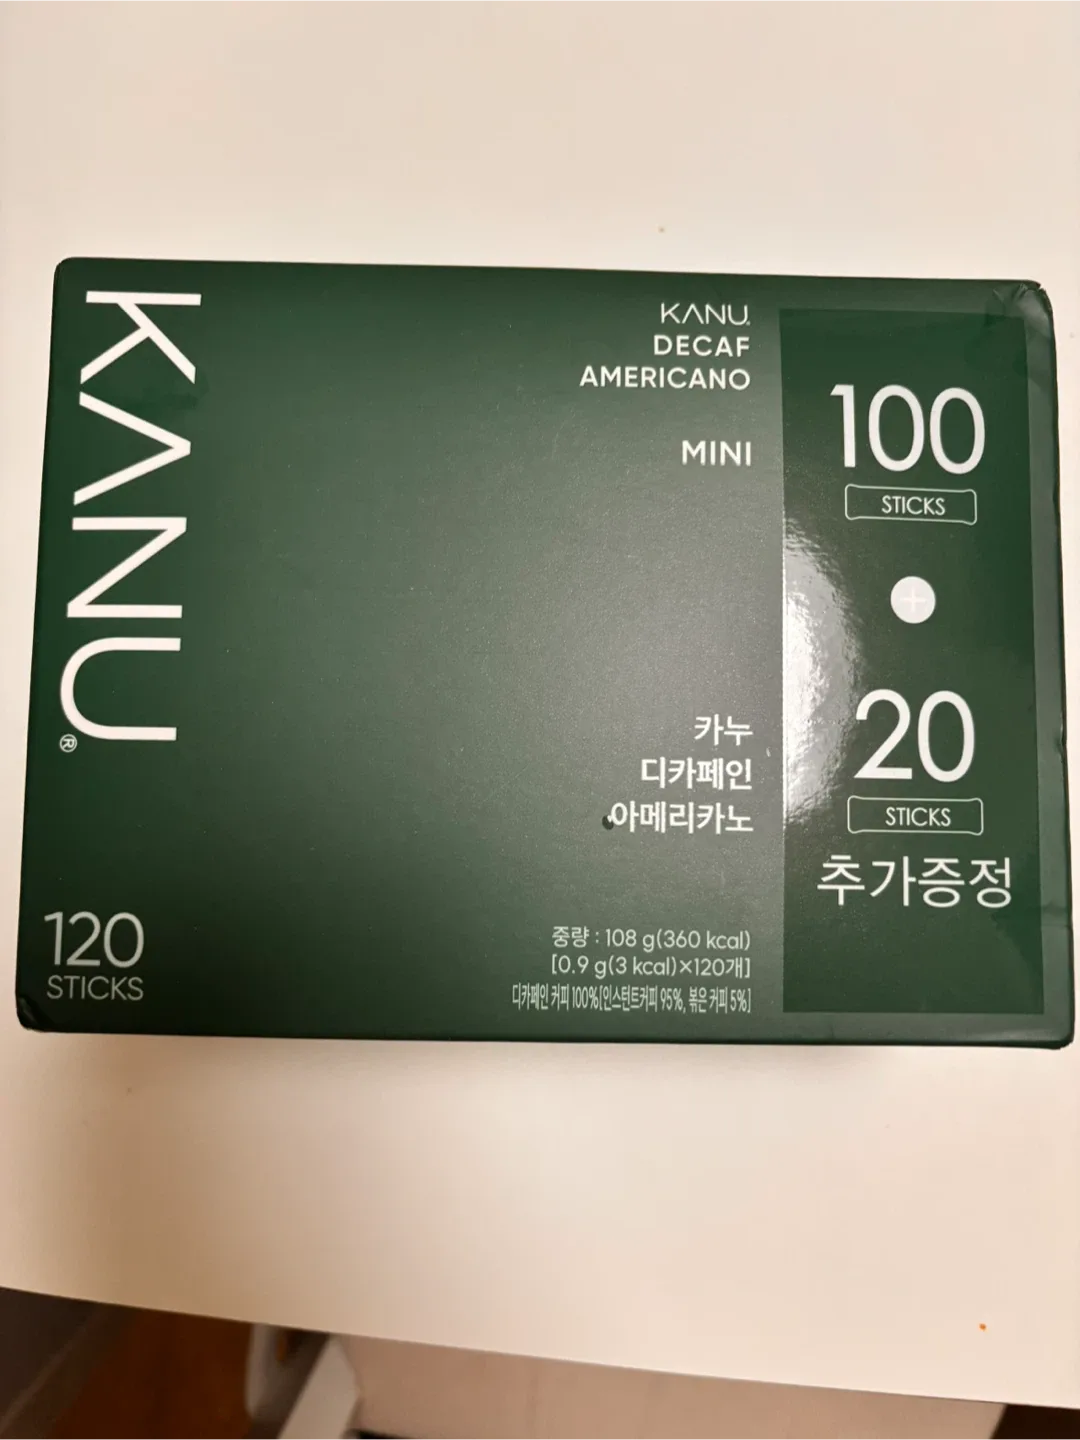 KANU®
KANU®
DECAF
AMERICANO
MINI
카누
디카페인
아메리카노
중량 : 108 g(360 kcal)
[0.9 g(3 kcal)×120개]
디카페인 커피 100%[인스턴트커피 95%, 볶은 커피 5%]
120
STICKS
100
STICKS
+
20
STICKS
추가증정